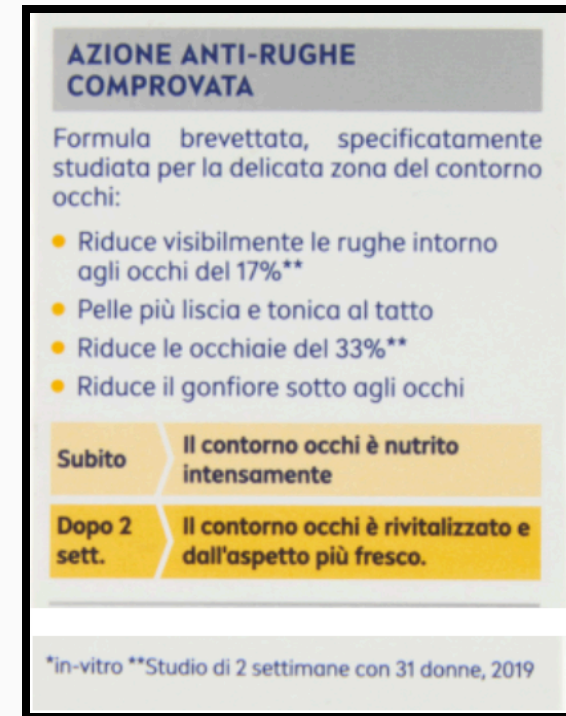 AZIONE ANTI-RUGHE
COMPROVATA
Formula brevettata, specificatamente
studiata per la delicata zona del contorno
occhi:
• Riduce visibilmente le rughe intorno
agli occhi del 17%**
• Pelle più liscia e tonica al tatto
• Riduce le occhiaie del 33%**
• Riduce il gonfiore sotto agli occhi
Subito Il contorno occhi è nutrito
intensamente
Dopo 2 Il contorno occhi è rivitalizzato e
sett. dall'aspetto più fresco.
*in-vitro **Studio di 2 settimane con 31 donne, 2019